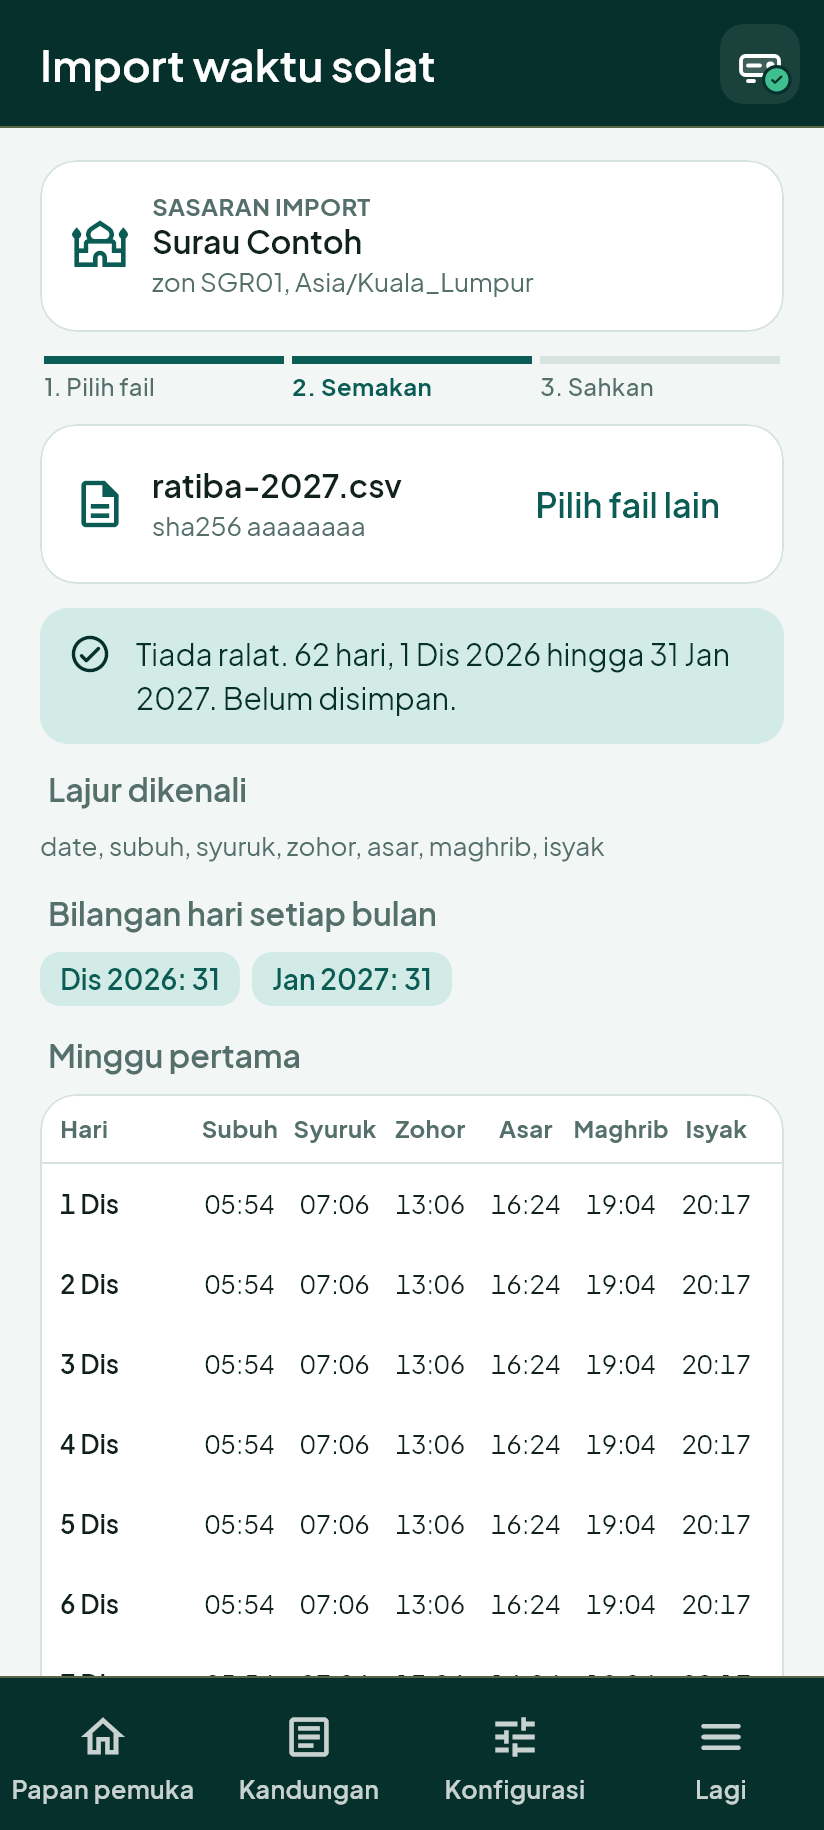 Import waktu solat
SASARAN IMPORT
Surau Contoh
zon SGR01, Asia/Kuala_Lumpur
1. Pilih fail 2. Semakan 3. Sahkan
ratiba-2027.csv
sha256 aaaaaaaa
Pilih fail lain
Tiada ralat. 62 hari, 1 Dis 2026 hingga 31 Jan
2027. Belum disimpan.
Lajur dikenali
date, subuh, syuruk, zohor, asar, maghrib, isyak
Bilangan hari setiap bulan
Dis 2026: 31 Jan 2027: 31
Minggu pertama
Hari Subuh Syuruk Zohor Asar Maghrib Isyak
1 Dis 05:54 07:06 13:06 16:24 19:04 20:17
2 Dis 05:54 07:06 13:06 16:24 19:04 20:17
3 Dis 05:54 07:06 13:06 16:24 19:04 20:17
4 Dis 05:54 07:06 13:06 16:24 19:04 20:17
5 Dis 05:54 07:06 13:06 16:24 19:04 20:17
6 Dis 05:54 07:06 13:06 16:24 19:04 20:17
Papan pemuka Kandungan Konfigurasi Lagi